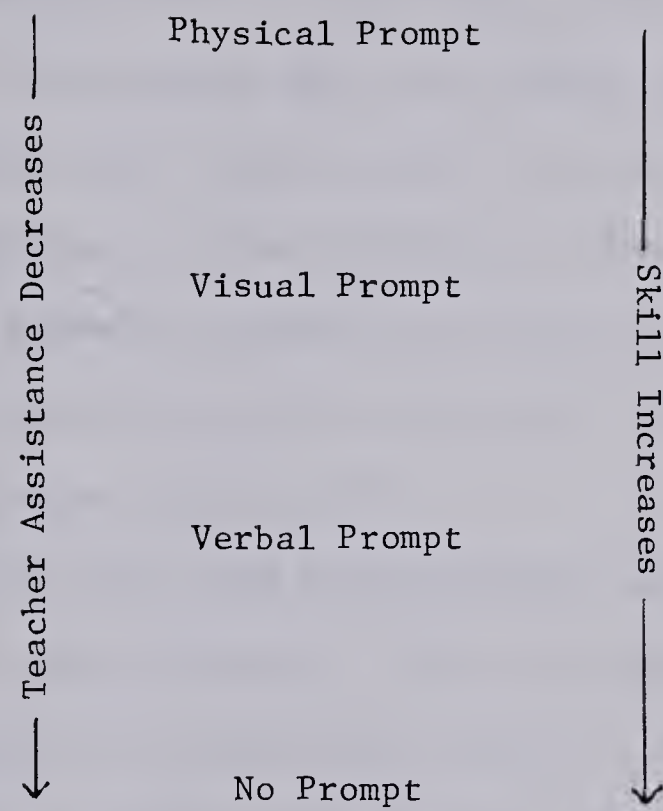 Physical Prompt
Teacher Assistance Decreases
Visual Prompt
Skill Increases
Verbal Prompt
No Prompt